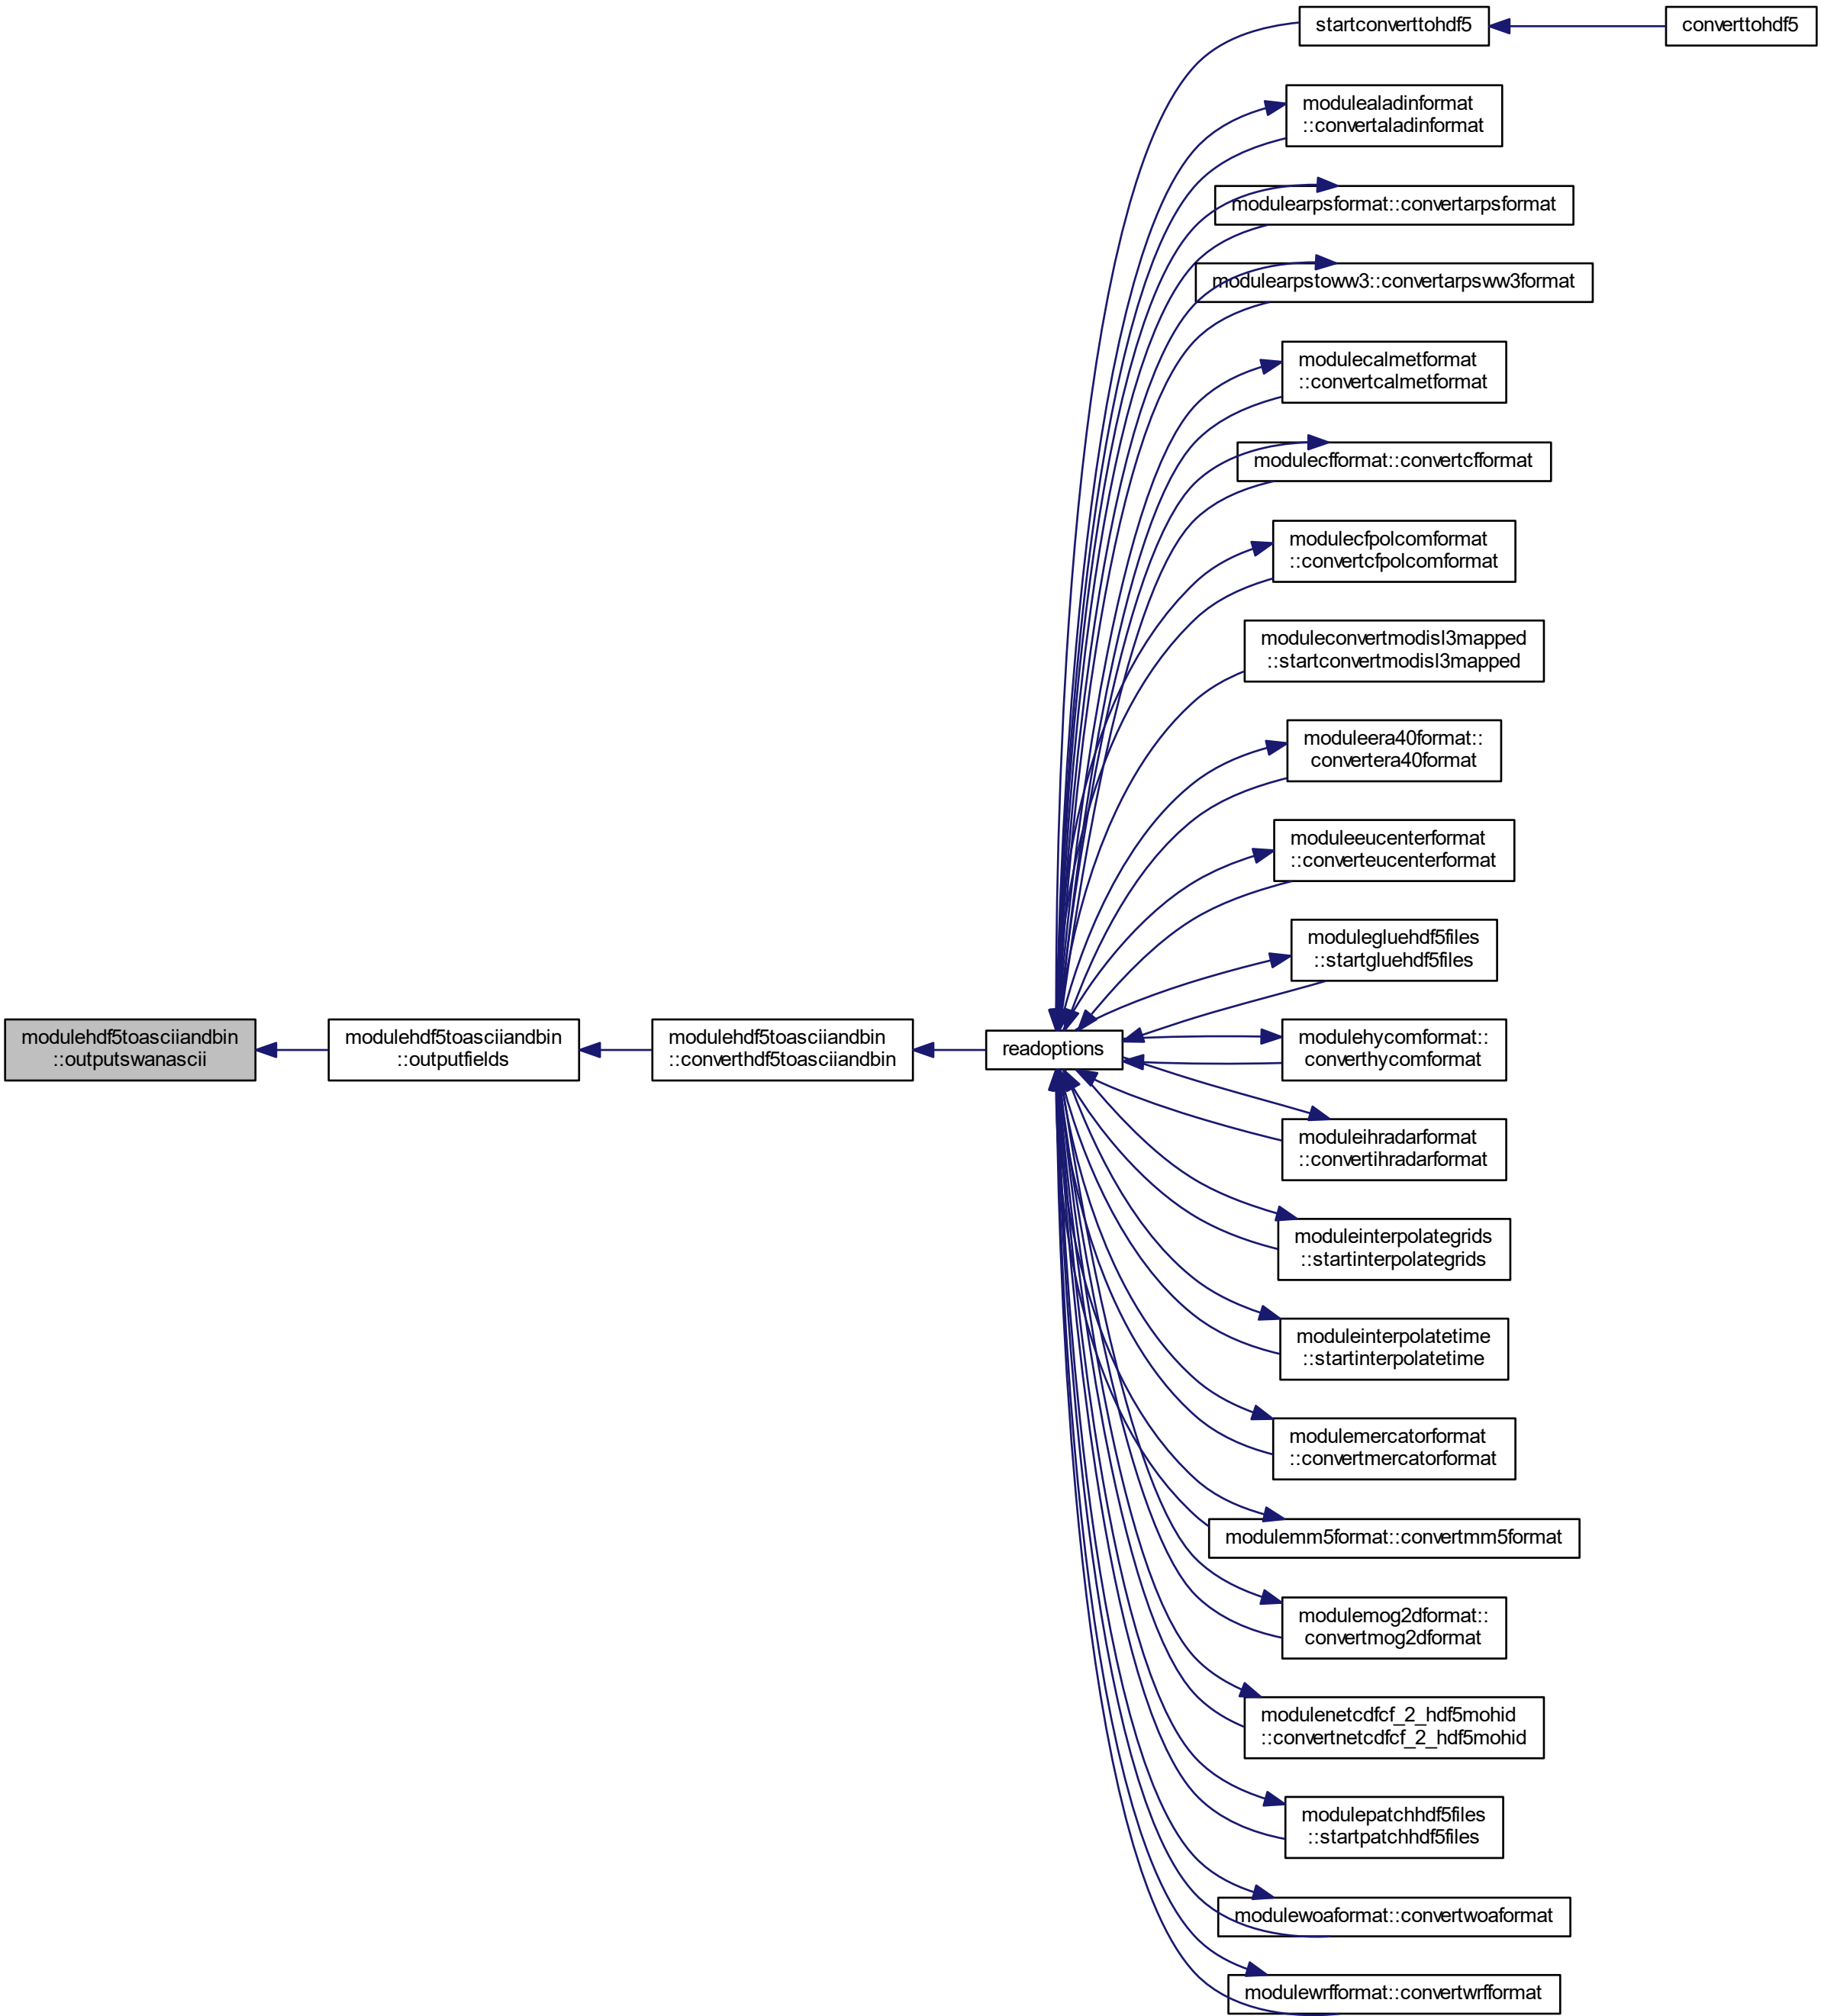 startconverttohdf5
converttohdf5
modulealadinformat
::convertaladinformat
modulearpsformat::convertarpsformat
modulearpstoww3::convertarpsww3format
modulecalmetformat
::convertcalmetformat
modulecfformat::convertcfformat
modulecfpolcomformat
::convertcfpolcomformat
moduleconvertmodisl3mapped
::startconvertmodisl3mapped
moduleera40format::
convertera40format
moduleeucenterformat
::converteucenterformat
modulegluehdf5files
::startgluehdf5files
modulehdf5toasciiandbin
::outputswanascii
modulehdf5toasciiandbin
::outputfields
modulehdf5toasciiandbin
::converthdf5toasciiandbin
readoptions
modulehycomformat::
converthycomformat
moduleihradarformat
::convertihradarformat
moduleinterpolategrids
::startinterpolategrids
moduleinterpolatetime
::startinterpolatetime
modulemercatorformat
::convertmercatorformat
modulemm5format::convertmm5format
modulemog2dformat::
convertmog2dformat
modulenetcdfcf_2_hdf5mohid
::convertnetcdfcf_2_hdf5mohid
modulepatchhdf5files
::startpatchhdf5files
modulewoaformat::convertwoaformat
modulewrfformat::convertwrfformat